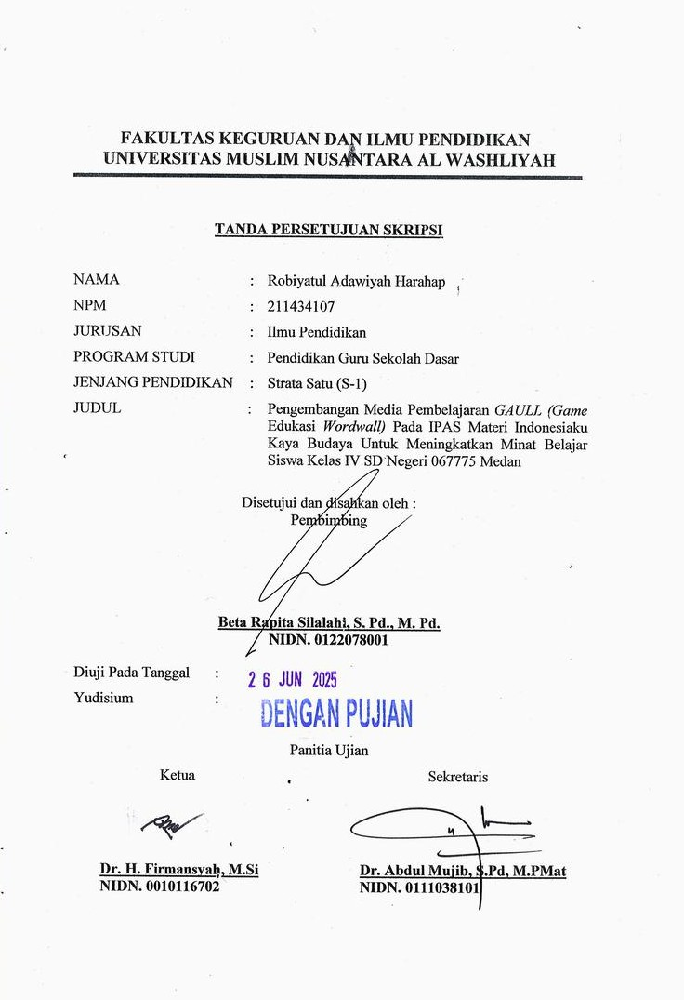 FAKULTAS KEGURUAN DAN ILMU PENDIDIKAN
UNIVERSITAS MUSLIM NUSANTARA AL WASHLIYAH
TANDA PERSETUJUAN SKRIPSI
NAMA : Robiyatul Adawiyah Harahap
NPM : 211434107
JURUSAN : Ilmu Pendidikan
PROGRAM STUDI : Pendidikan Guru Sekolah Dasar
JENJANG PENDIDIKAN : Strata Satu (S-1)
JUDUL : Pengembangan Media Pembelajaran GAULL (Game
Edukasi Wordwall) Pada IPAS Materi Indonesiaku
Kaya Budaya Untuk Meningkatkan Minat Belajar
Siswa Kelas IV SD Negeri 067775 Medan
Disetujui dan disahkan oleh :
Pembimbing
Beta Rapita Silalahi, S. Pd., M. Pd.
NIDN. 0122078001
Diuji Pada Tanggal : 26 JUN 2025
Yudisium : DENGAN PUJIAN
Panitia Ujian
Ketua Sekretaris
Dr. H. Firmansyah, M.Si Dr. Abdul Mujib, S.Pd, M.PMat
NIDN. 0010116702 NIDN. 0111038101